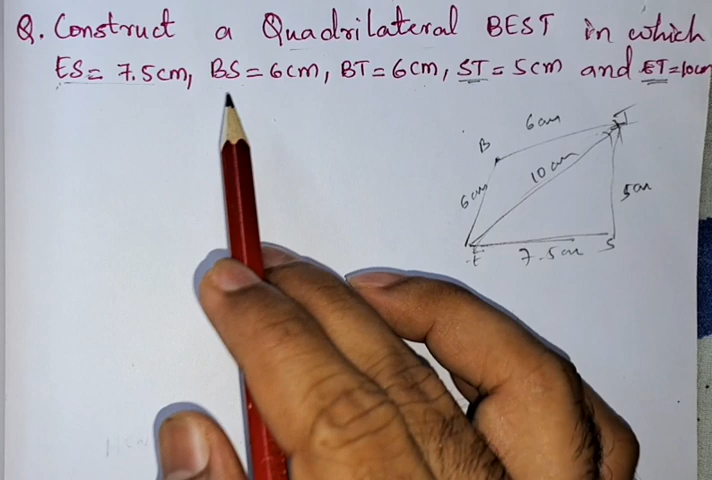 Q. Construct a Quadrilateral BEST in which
ES = 7.5cm, BS = 6cm, BT = 6cm, ST = 5cm and ET = 10cm
6cm
T
B
10 cm
6cm
5cm
E
7.5cm
S